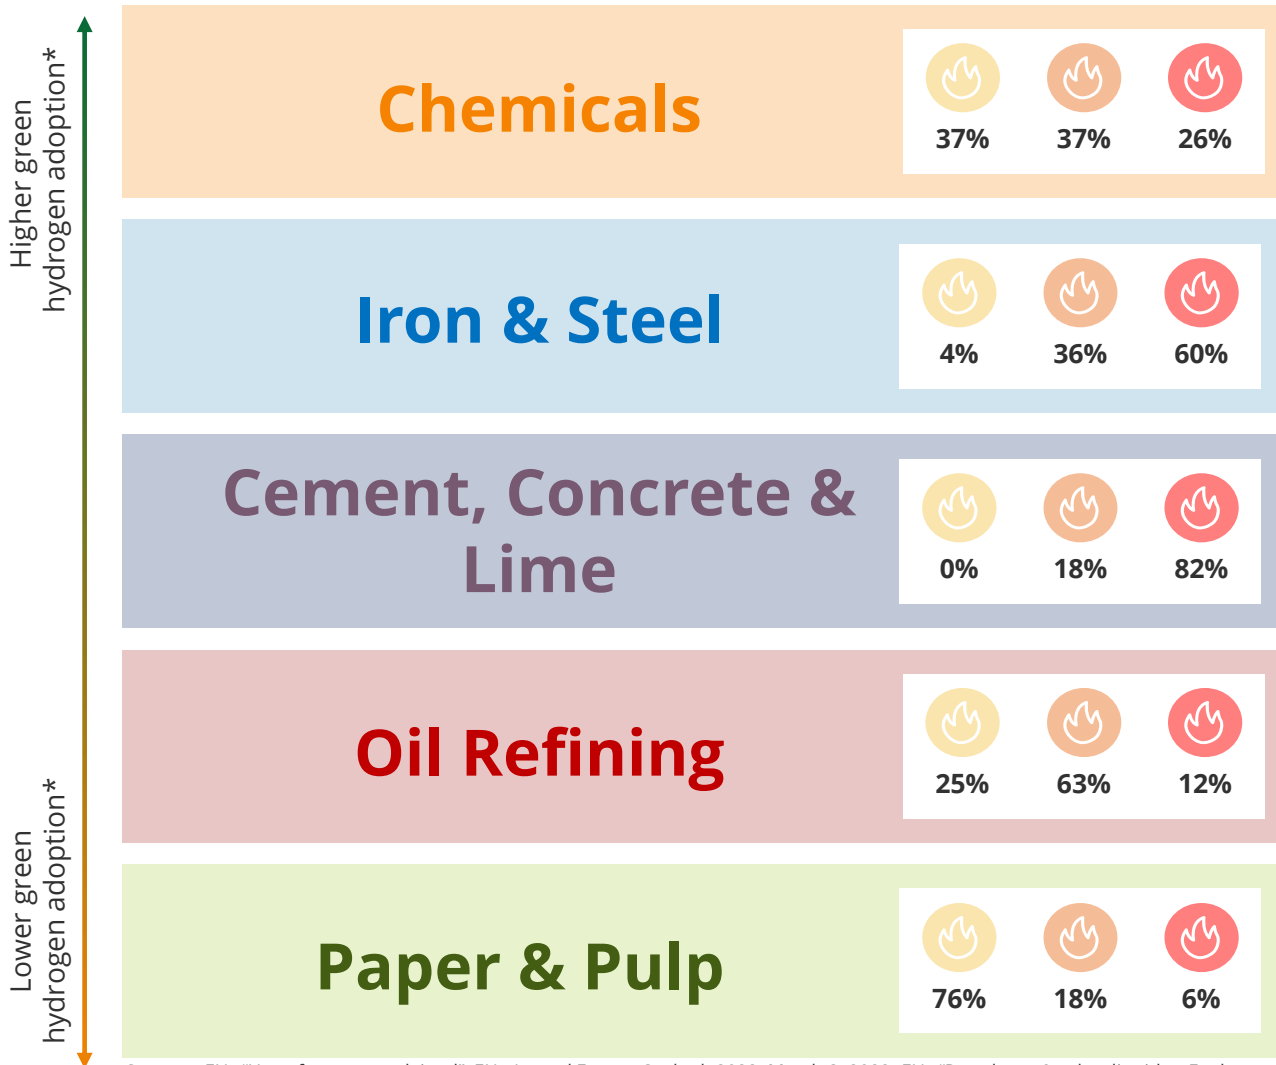 Higher green
hydrogen adoption*
Chemicals
37% 37% 26%
Iron & Steel
4% 36% 60%
Cement, Concrete &
Lime
0% 18% 82%
Oil Refining
25% 63% 12%
Lower green
hydrogen adoption*
Paper & Pulp
76% 18% 6%